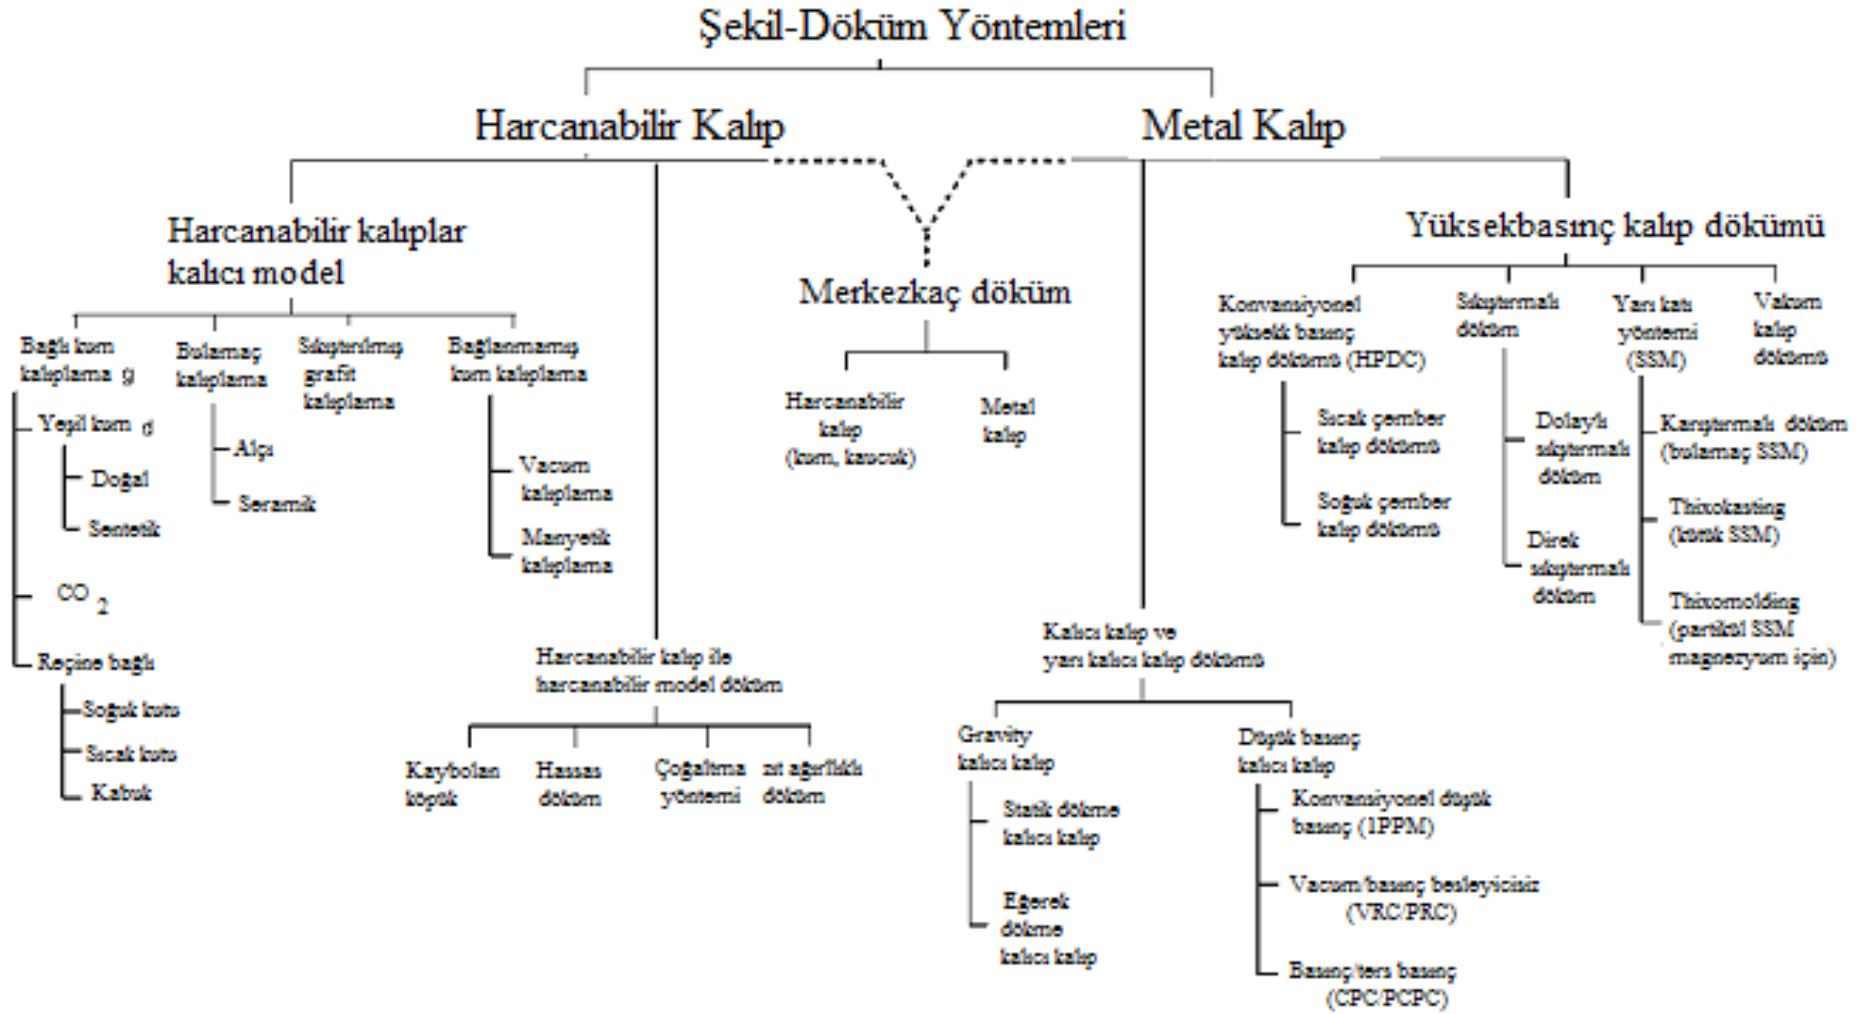 Şekil-Döküm Yöntemleri
Harcanabilir Kalıp
Metal Kalıp
Harcanabilir kalıplar
kalıcı model
Bağlı kum
kalıplama g
Yeşil kum d
Doğal
Sentetik
CO 2
Reçine bağlı
Soğuk kutu
Sıcak kutu
Kabuk
Bulamaç
kalıplama
Alçı
Seramik
Sıkıştırılmış
grafit
kalıplama
Bağlanmamış
kum kalıplama
Vacum
kalıplama
Manyetik
kalıplama
Harcanabilir kalıp ile
harcanabilir model döküm
Kaybolan
köpük
Hassas
döküm
Çoğaltma
yöntemi
zıt ağırlıklı
döküm
Merkezkaç döküm
Harcanabilir
kalıp
(kum, kaucuk)
Metal
kalıp
Kalıcı kalıp ve
yarı kalıcı kalıp dökümü
Gravity
kalıcı kalıp
Statik dökme
kalıcı kalıp
Eğerek
dökme
kalıcı kalıp
Düşük basınç
kalıcı kalıp
Konvansiyonel düşük
basınç (1PPM)
Vacum/basınç besleyicisiz
(VRC/PRC)
Basınç/ters basınç
(CPC/PCPC)
Yüksekbasınç kalıp dökümü
Konvansiyonel
yüksekk basınç
kalıp dökümü (HPDC)
Sıcak çember
kalıp dökümü
Soğuk çember
kalıp dökümü
Sıkıştırmalı
döküm
Dolaylı
sıkıştırmalı
döküm
Direk
sıkıştırmalı
döküm
Yarı katı
yöntemi
(SSM)
Karıştırmalı döküm
(bulamaç SSM)
Thixokasting
(kütük SSM)
Thixomolding
(partikül SSM
magnezyum için)
Vakum
kalıp
dökümü